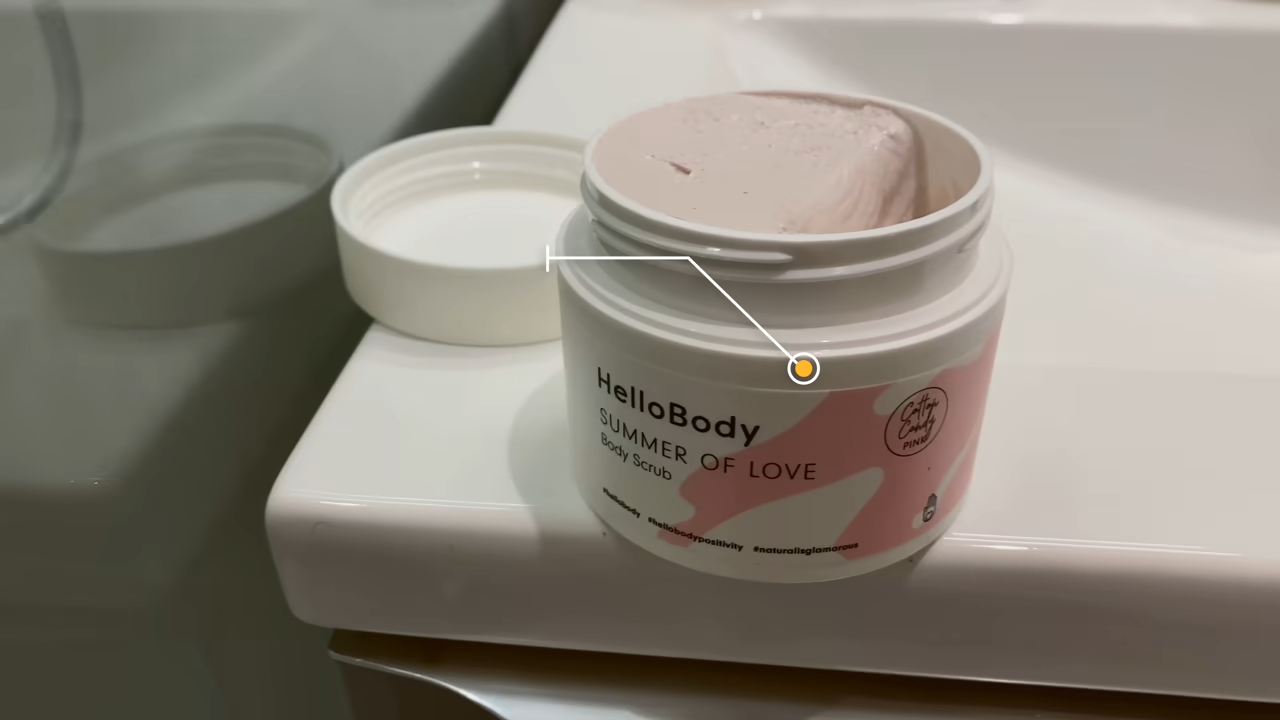 HelloBody
SUMMER OF LOVE
Body Scrub
#hellobody #hellobodypositivity #naturalisglamorous
Cotton
Candy
PINK